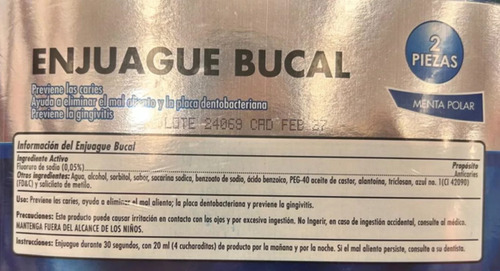 ENJUAGUE BUCAL
2
PIEZAS
Previene las caries
Ayuda a eliminar el mal aliento y la placa dentobacteriana
Previene la gingivitis
MENTA POLAR
LOTE 24069 CAD FEB 27
Información del Enjuague Bucal
Ingrediente Activo Propósito
Fluoruro de sodio (0,05%) Anticaries
Otros ingredientes: Agua, alcohol, sorbitol, sabor, sacarina sodica, benzoato de sodio, ácido benzoico, PEG-40 aceite de castor, alantoína, triclosan, azul no. 1(CI 42090)
(FD&C) y salicilato de metilo.
Uso: Previene las caries, ayuda a eliminar el mal aliento; la placa dentobacteriana y previene la gingivitis.
Precauciones: Este producto puede causar irritación en contacto con los ojos y por excesiva ingestión. No Ingerir, en caso de ingestión accidental, consulte al médico.
MANTENGA FUERA DEL ALCANCE DE LOS NIÑOS.
Instrucciones: Enjuague durante 30 segundos, con 20 ml (4 cucharaditas) de producto por la mañana y por la noche. Si el mal aliento persiste, consulte a su dentista.